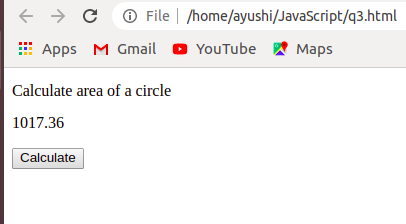 File | /home/ayushi/JavaScript/q3.html
Apps Gmail YouTube Maps
Calculate area of a circle
1017.36
Calculate